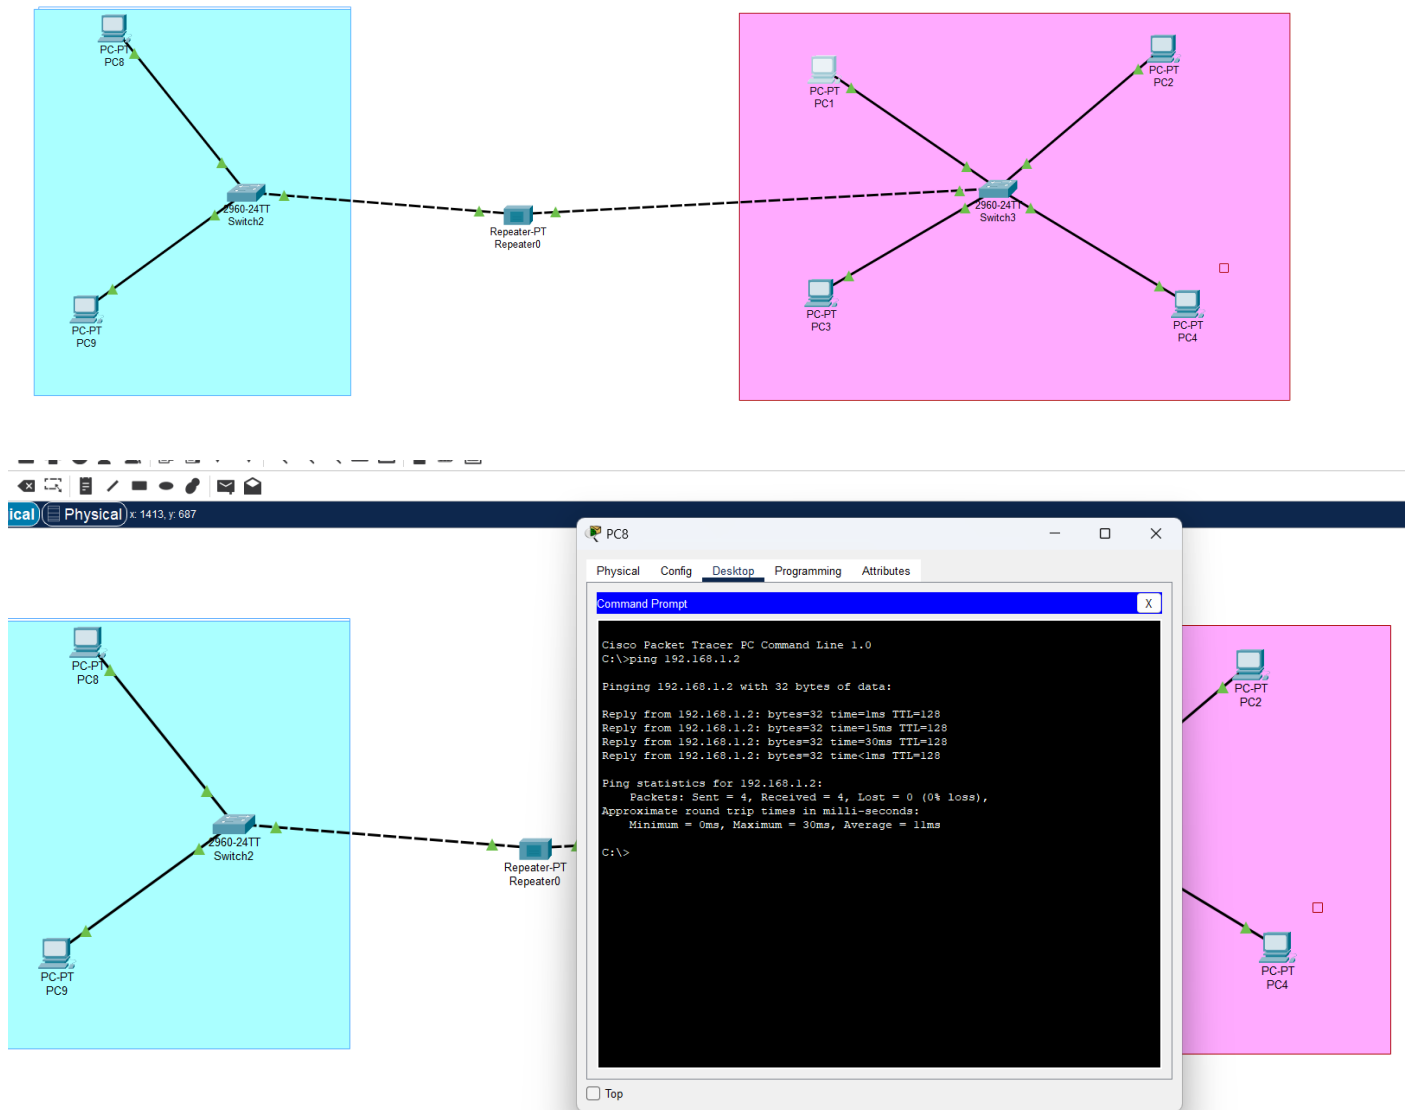 PC-PT
PC8
PC-PT
PC9
2960-24TT
Switch2
Repeater-PT
Repeater0
PC-PT
PC1
PC-PT
PC2
2960-24TT
Switch3
PC-PT
PC3
PC-PT
PC4
ical
Physical x: 1413, y: 687
PC8
Physical Config Desktop Programming Attributes
Command Prompt X
Cisco Packet Tracer PC Command Line 1.0
C:\>ping 192.168.1.2
Pinging 192.168.1.2 with 32 bytes of data:
Reply from 192.168.1.2: bytes=32 time=1ms TTL=128
Reply from 192.168.1.2: bytes=32 time=15ms TTL=128
Reply from 192.168.1.2: bytes=32 time=30ms TTL=128
Reply from 192.168.1.2: bytes=32 time<1ms TTL=128
Ping statistics for 192.168.1.2:
Packets: Sent = 4, Received = 4, Lost = 0 (0% loss),
Approximate round trip times in milli-seconds:
Minimum = 0ms, Maximum = 30ms, Average = 11ms
C:\>
Top
PC-PT
PC8
2960-24TT
Switch2
PC-PT
PC9
Repeater-PT
Repeater0
PC-PT
PC2
PC-PT
PC4